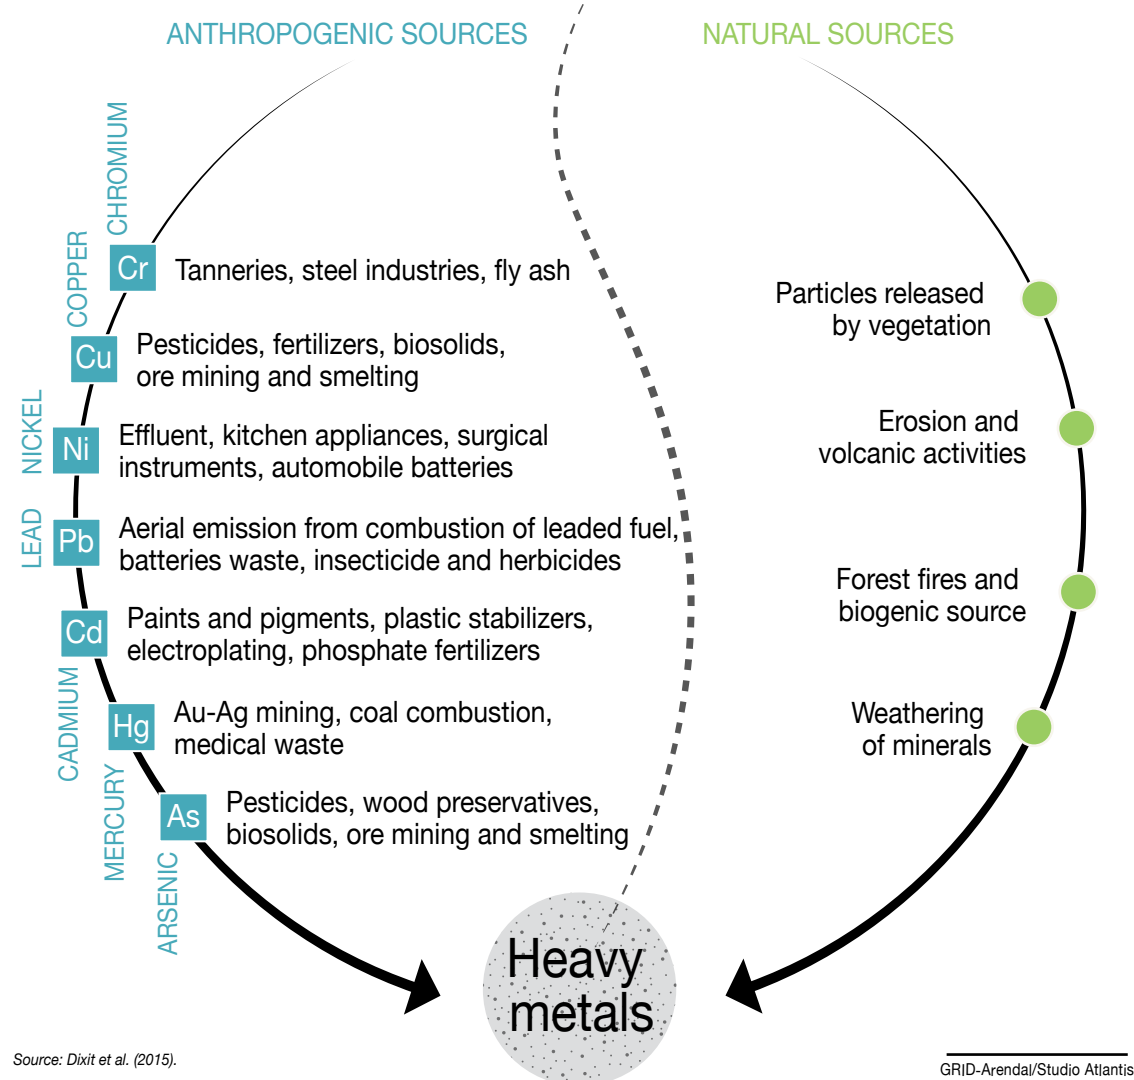 ANTHROPOGENIC SOURCES
NATURAL SOURCES
CHROMIUM
Cr
Tanneries, steel industries, fly ash
COPPER
Cu
Pesticides, fertilizers, biosolids,
ore mining and smelting
NICKEL
Ni
Effluent, kitchen appliances, surgical
instruments, automobile batteries
LEAD
Pb
Aerial emission from combustion of leaded fuel,
batteries waste, insecticide and herbicides
CADMIUM
Cd
Paints and pigments, plastic stabilizers,
electroplating, phosphate fertilizers
MERCURY
Hg
Au-Ag mining, coal combustion,
medical waste
ARSENIC
As
Pesticides, wood preservatives,
biosolids, ore mining and smelting
Particles released
by vegetation
Erosion and
volcanic activities
Forest fires and
biogenic source
Weathering
of minerals
Heavy
metals
Source: Dixit et al. (2015).
GRID-Arendal/Studio Atlantis